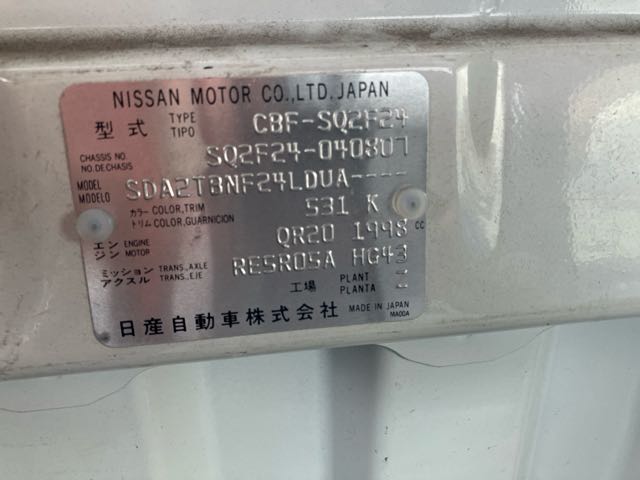 NISSAN MOTOR CO.,LTD.JAPAN
型式 TYPE TIPO CBF-SQ2F24
CHASSIS NO. NO.DE.CHASIS SQ2F24-040807
MODEL MODELO SDA2TBNF24LDUA----
カラー COLOR,TRIM トリム COLOR,GUARNICION 531 K
エンジン ENGINE MOTOR QR20 1998 CC
ミッション アクスル TRANS.,AXLE TRANS.,EJE RE5R05A HG43
工場 PLANT PLANTA Z
日産自動車株式会社 MADE IN JAPAN
MA00A